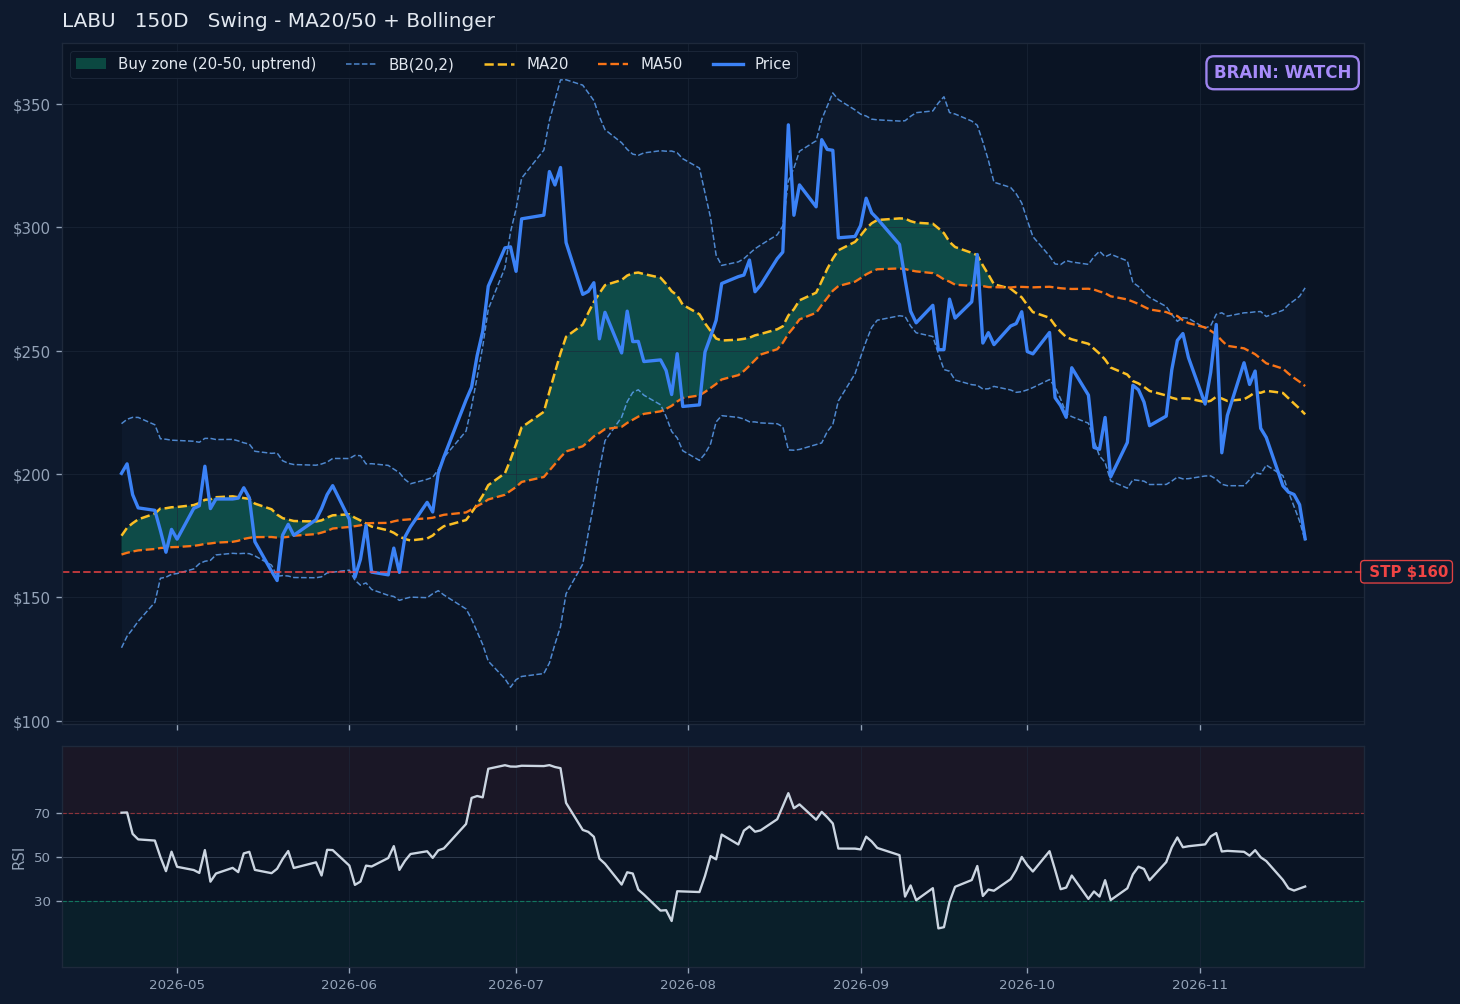 LABU 150D Swing - MA20/50 + Bollinger
Buy zone (20-50, uptrend) BB(20,2) MA20 MA50 Price
BRAIN: WATCH
$350
$300
$250
$200
STP $160
$150
$100
70
50
30
RSI
2026-05 2026-06 2026-07 2026-08 2026-09 2026-10 2026-11